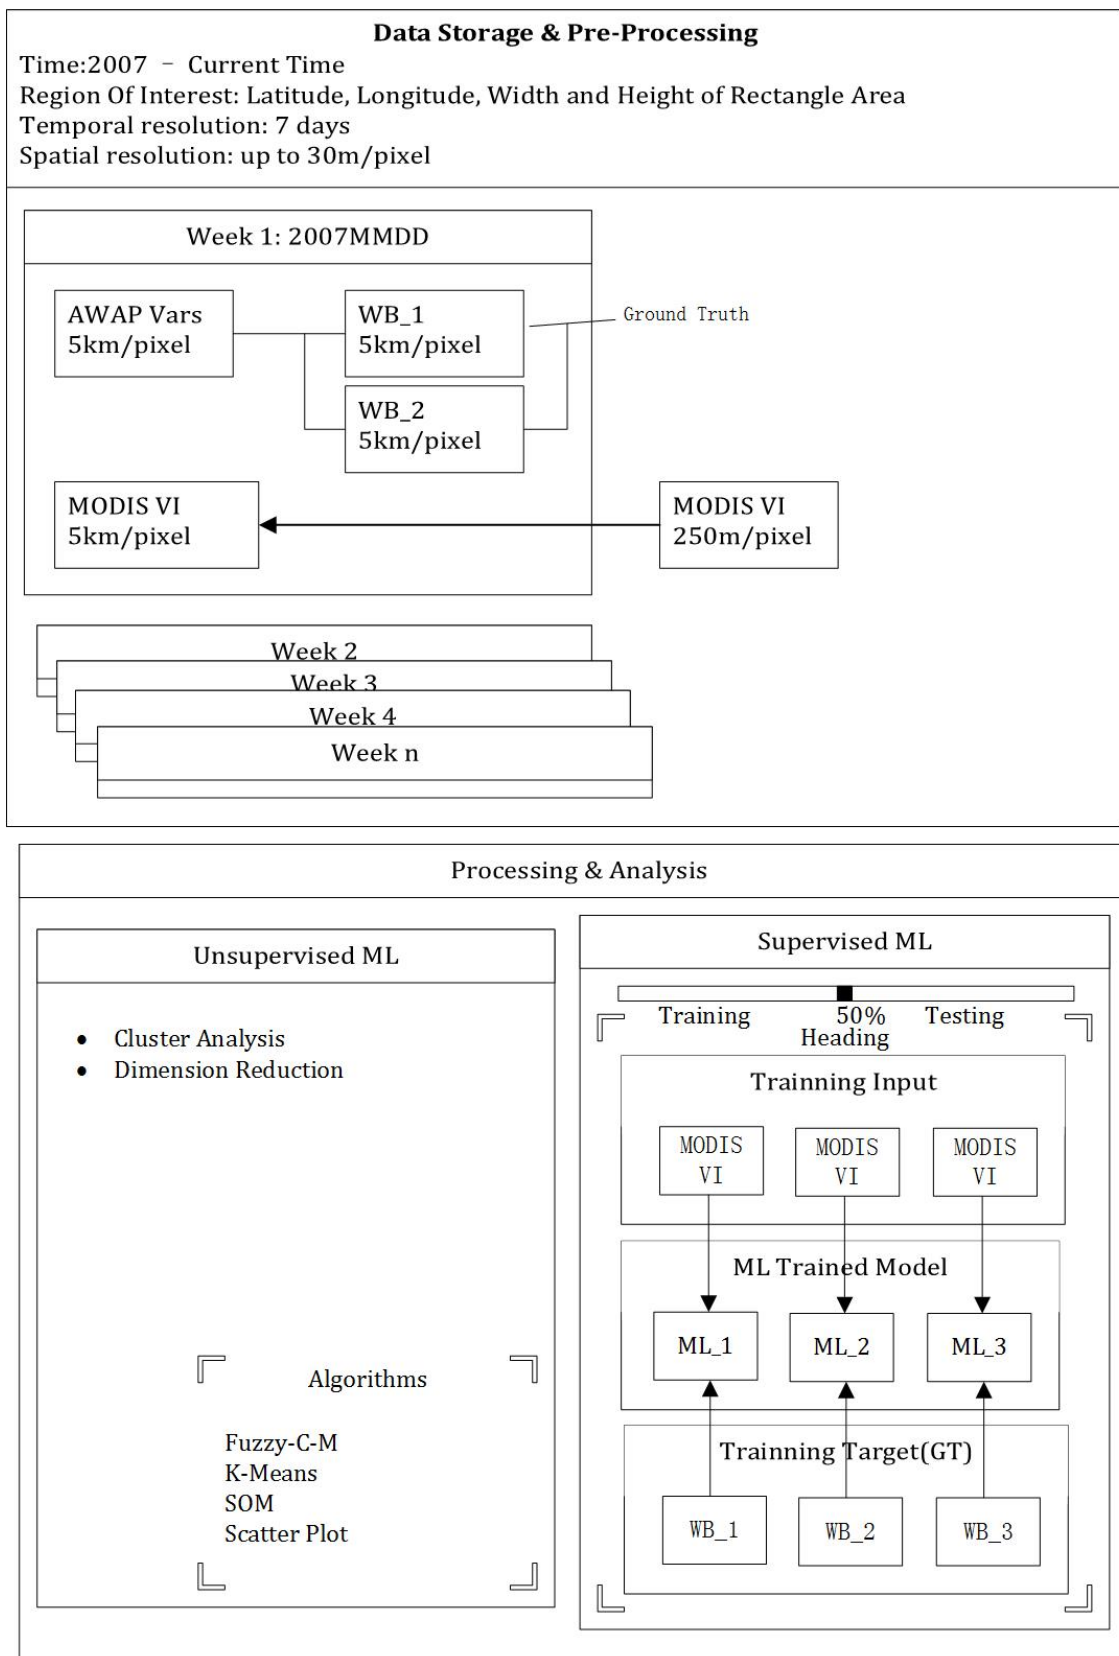 Data Storage & Pre-Processing
Time:2007 – Current Time
Region Of Interest: Latitude, Longitude, Width and Height of Rectangle Area
Temporal resolution: 7 days
Spatial resolution: up to 30m/pixel
Week 1: 2007MMDD
AWAP Vars
5km/pixel
WB_1
5km/pixel
Ground Truth
WB_2
5km/pixel
MODIS VI
5km/pixel
MODIS VI
250m/pixel
Week 2
Week 3
Week 4
Week n
Processing & Analysis
Unsupervised ML
• Cluster Analysis
• Dimension Reduction
Algorithms
Fuzzy-C-M
K-Means
SOM
Scatter Plot
Supervised ML
Training 50% Testing
Heading
Trainning Input
MODIS
VI
MODIS
VI
MODIS
VI
ML Trained Model
ML_1
ML_2
ML_3
Trainning Target(GT)
WB_1
WB_2
WB_3